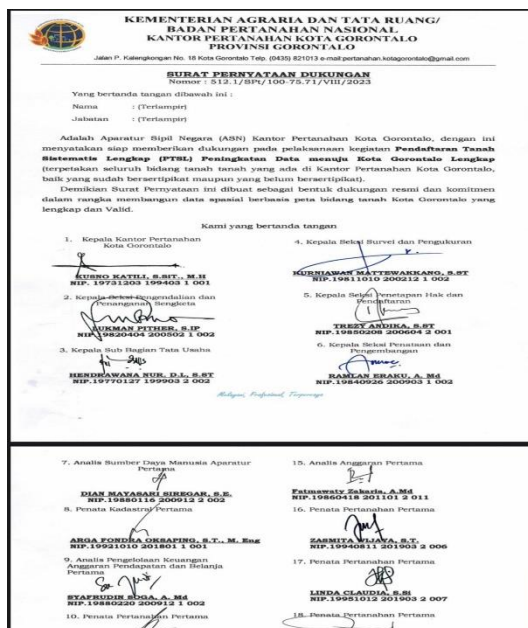 KEMENTERIAN AGRARIA DAN TATA RUANG/
BADAN PERTANAHAN NASIONAL
KANTOR PERTANAHAN KOTA GORONTALO
PROVINSI GORONTALO
Jalan P. Kalengkongan No. 18 Kota Gorontalo Telp. (0435) 821013 e-mail:pertanahan.kotagorontalo@gmail.com
SURAT PERNYATAAN DUKUNGAN
Nomor : 512.1/SPt/100-75.71/VIII/2023
Yang bertanda tangan dibawah ini :
Nama : (Terlampir)
Jabatan : (Terlampir)
Adalah Aparatur Sipil Negara (ASN) Kantor Pertanahan Kota Gorontalo, dengan ini
menyatakan siap memberikan dukungan pada pelaksanaan kegiatan Pendaftaran Tanah
Sistematis Lengkap (PTSL) Peningkatan Data menuju Kota Gorontalo Lengkap
(terpetakan seluruh bidang tanah tanah yang ada di Kantor Pertanahan Kota Gorontalo,
baik yang sudah bersertipikat maupun yang belum bersertipikat).
Demikian Surat Pernyataan ini dibuat sebagai bentuk dukungan resmi dan komitmen
dalam rangka membangun data spasial berbasis peta bidang tanah Kota Gorontalo yang
lengkap dan Valid.
Kami yang bertanda tangan
1. Kepala Kantor Pertanahan
Kota Gorontalo
KUSNO KATILI, S.SIT., M.H
NIP. 19731203 199403 1 001
2. Kepala Seksi Pengendalian dan
Penanganan Sengketa
LUKMAN PITHER, S.IP
NIP.19820404 200502 1 002
3. Kepala Sub Bagian Tata Usaha
HENDRAWANA NUR. D.L, S.ST
NIP.19770127 199903 2 002
4. Kepala Seksi Survei dan Pengukuran
KURNIAWAN MATTEWAKKANG, S.ST
NIP.19811010 200212 1 002
5. Kepala Seksi Penetapan Hak dan
Pendaftaran
TREZY ANDIKA, S.ST
NIP.19850208 200604 2 001
6. Kepala Seksi Penataan dan
Pengembangan
RAMLAN ERAKU, A. Md
NIP.19840926 200903 1 002
Melayani, Profesional, Terpercaya
7. Analis Sumber Daya Manusia Aparatur
Pertama
DIAN MAYASARI SIREGAR, S.E.
NIP.19880116 200912 2 002
8. Penata Kadastral Pertama
ARGA FONDRA OKSAPING, S.T., M. Eng
NIP.19921010 201801 1 001
9. Analis Pengelolaan Keuangan
Anggaran Pendapatan dan Belanja
Pertama
SYAFRUDIN SOGA, A. Md
NIP.19880220 200912 1 002
10. Penata Pertanahan Pertama
15. Analis Anggaran Pertama
Fatmawaty Zakaria, A.Md
NIP.19860418 201101 2 011
16. Penata Pertanahan Pertama
ZASMITA WIJAYA, S.T.
NIP.19940811 201903 2 006
17. Penata Pertanahan Pertama
LINDA CLAUDIA, S.Si
NIP.19951012 201903 2 007
18. Penata Pertanahan Pertama